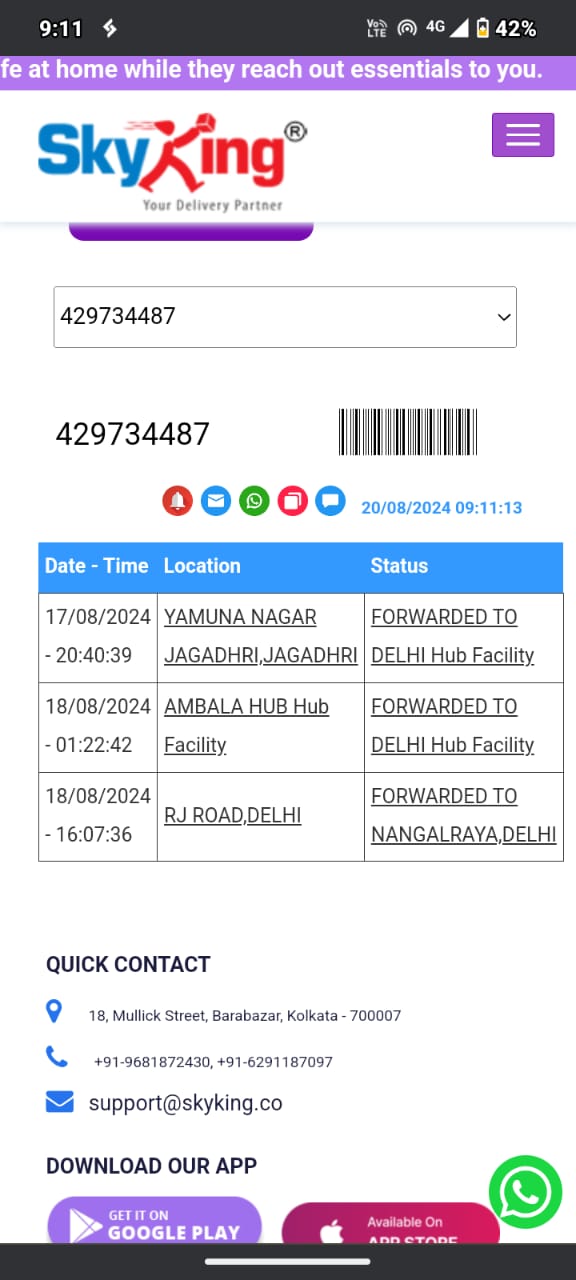 9:11
Vo))
LTE
4G
42%
fe at home while they reach out essentials to you.
SkyKing®
Your Delivery Partner
429734487
429734487
20/08/2024 09:11:13
Date - Time Location Status
17/08/2024 YAMUNA NAGAR FORWARDED TO
- 20:40:39 JAGADHRI,JAGADHRI DELHI Hub Facility
18/08/2024 AMBALA HUB Hub FORWARDED TO
- 01:22:42 Facility DELHI Hub Facility
18/08/2024 RJ ROAD,DELHI FORWARDED TO
- 16:07:36 NANGALRAYA,DELHI
QUICK CONTACT
18, Mullick Street, Barabazar, Kolkata - 700007
+91-9681872430, +91-6291187097
support@skyking.co
DOWNLOAD OUR APP
GET IT ON
GOOGLE PLAY
Available On
APP STORE